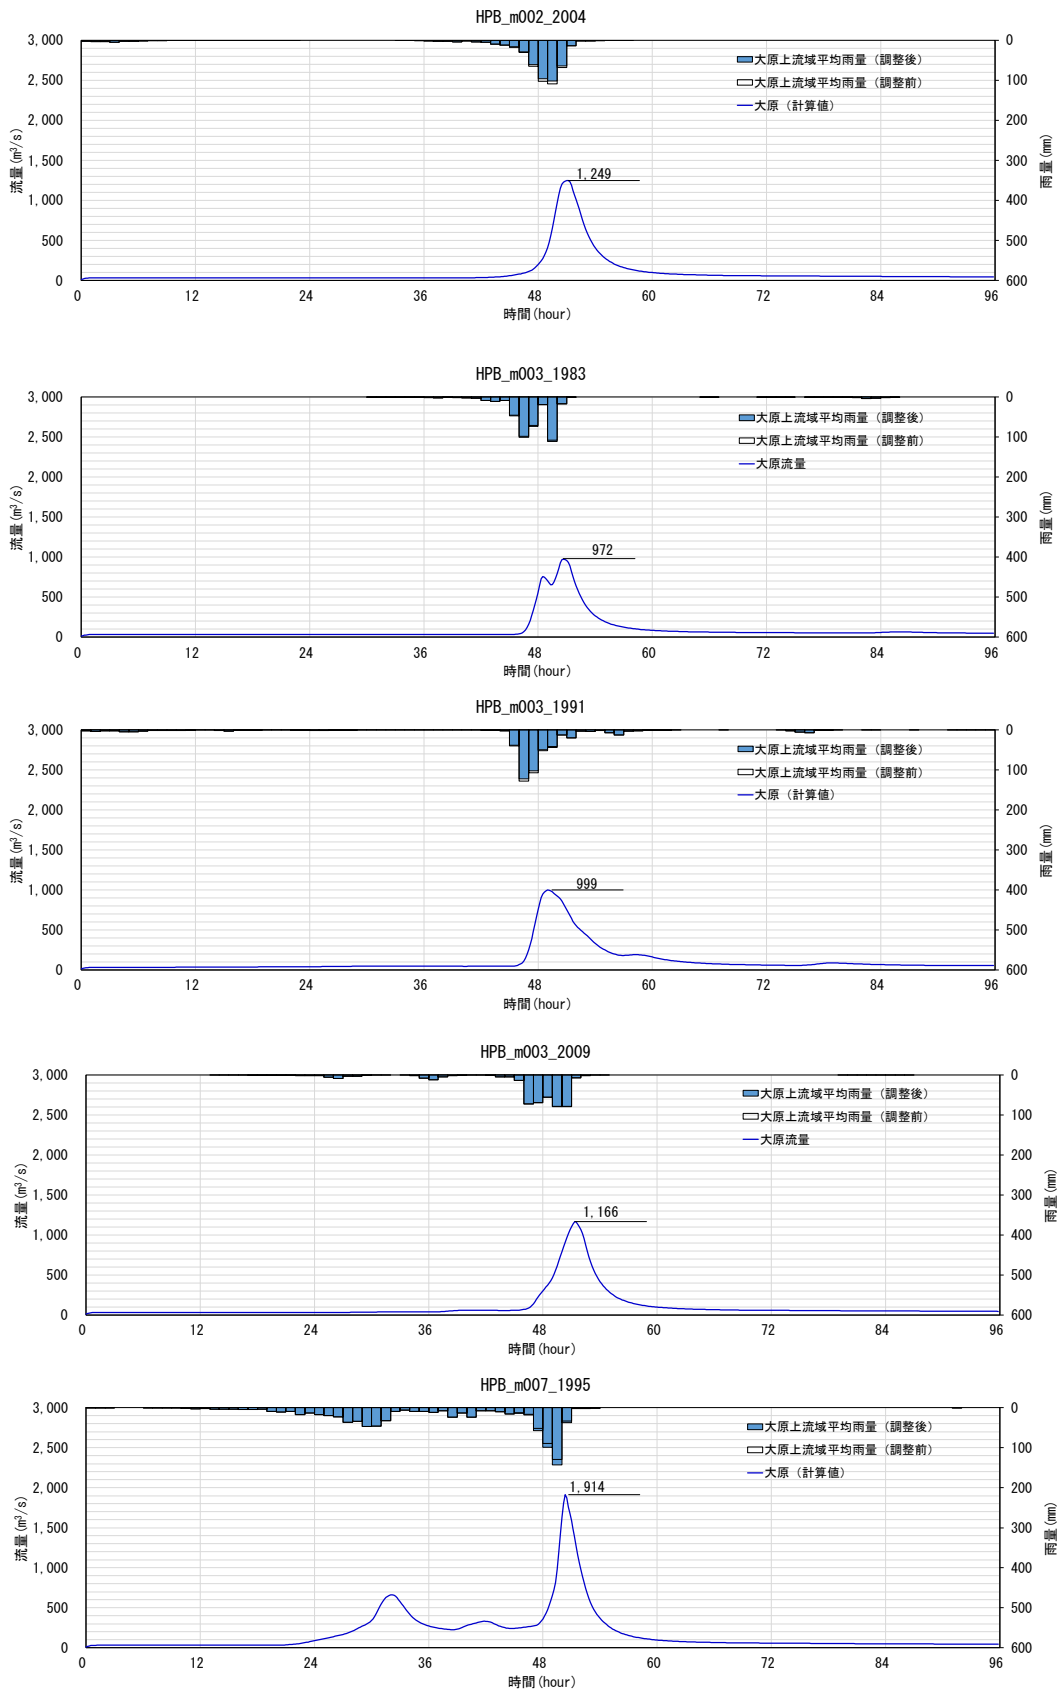 HPB_m002_2004
3,000
2,500
2,000
1,500
1,000
500
0
流量(m³/s)
0
100
200
300
400
500
600
雨量(mm)
大原上流域平均雨量（調整後）
大原上流域平均雨量（調整前）
大原（計算値）
1,249
0 12 24 36 48 60 72 84 96
時間(hour)
HPB_m003_1983
3,000
2,500
2,000
1,500
1,000
500
0
流量(m³/s)
0
100
200
300
400
500
600
雨量(mm)
大原上流域平均雨量（調整後）
大原上流域平均雨量（調整前）
大原流量
972
0 12 24 36 48 60 72 84 96
時間(hour)
HPB_m003_1991
3,000
2,500
2,000
1,500
1,000
500
0
流量(m³/s)
0
100
200
300
400
500
600
雨量(mm)
大原上流域平均雨量（調整後）
大原上流域平均雨量（調整前）
大原（計算値）
999
0 12 24 36 48 60 72 84 96
時間(hour)
HPB_m003_2009
3,000
2,500
2,000
1,500
1,000
500
0
流量(m³/s)
0
100
200
300
400
500
600
雨量(mm)
大原上流域平均雨量（調整後）
大原上流域平均雨量（調整前）
大原流量
1,166
0 12 24 36 48 60 72 84 96
時間(hour)
HPB_m007_1995
3,000
2,500
2,000
1,500
1,000
500
0
流量(m³/s)
0
100
200
300
400
500
600
雨量(mm)
大原上流域平均雨量（調整後）
大原上流域平均雨量（調整前）
大原（計算値）
1,914
0 12 24 36 48 60 72 84 96
時間(hour)